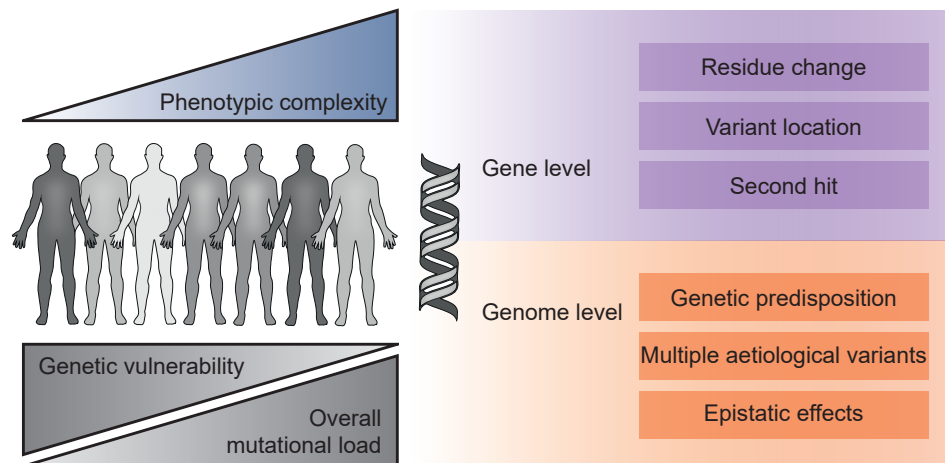 Phenotypic complexity
Genetic vulnerability
Overall
mutational load
Gene level
Residue change
Variant location
Second hit
Genome level
Genetic predisposition
Multiple aetiological variants
Epistatic effects